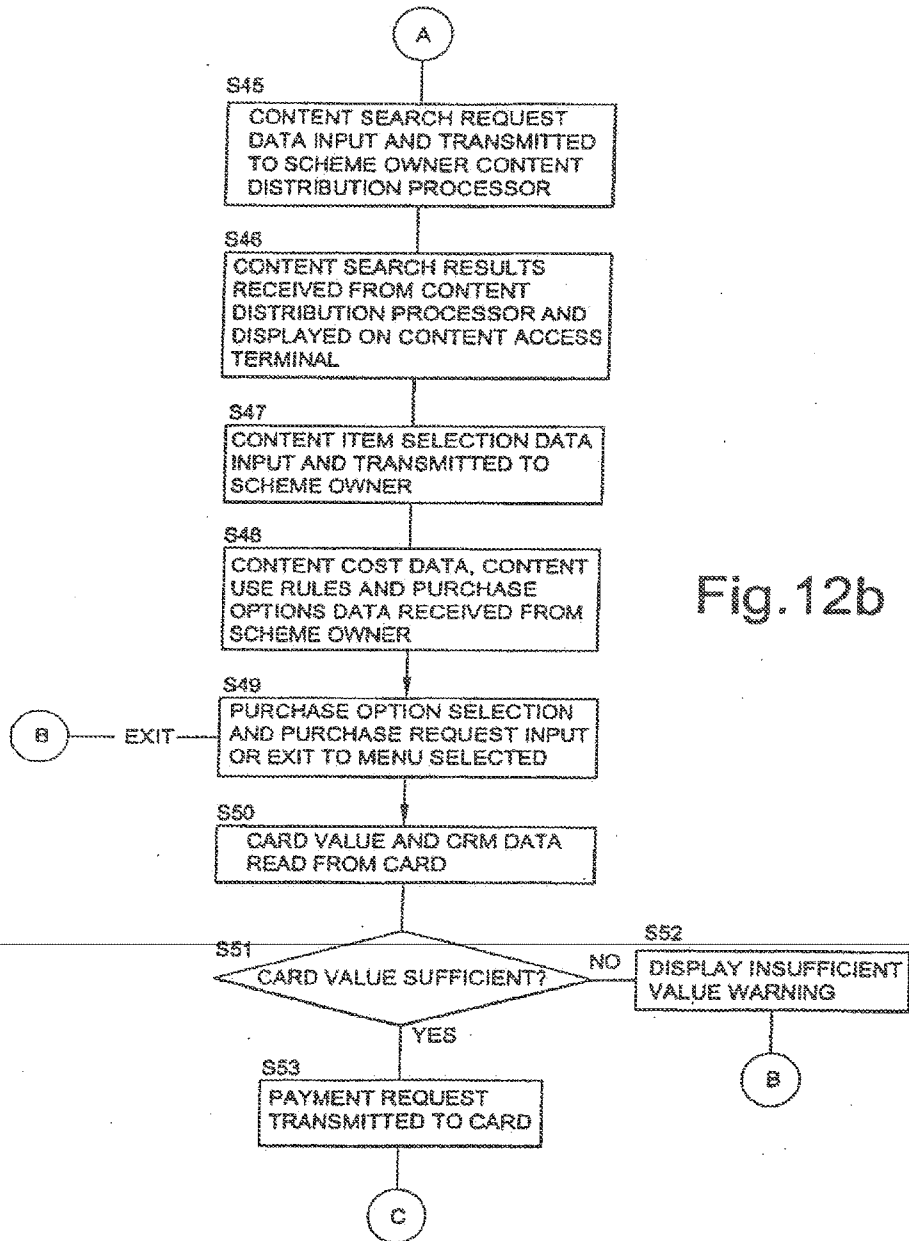 A
S45
CONTENT SEARCH REQUEST
DATA INPUT AND TRANSMITTED
TO SCHEME OWNER CONTENT
DISTRIBUTION PROCESSOR
S46
CONTENT SEARCH RESULTS
RECEIVED FROM CONTENT
DISTRIBUTION PROCESSOR AND
DISPLAYED ON CONTENT ACCESS
TERMINAL
S47
CONTENT ITEM SELECTION DATA
INPUT AND TRANSMITTED TO
SCHEME OWNER
S48
CONTENT COST DATA, CONTENT
USE RULES AND PURCHASE
OPTIONS DATA RECEIVED FROM
SCHEME OWNER
Fig.12b
S49
PURCHASE OPTION SELECTION
AND PURCHASE REQUEST INPUT
OR EXIT TO MENU SELECTED
B
EXIT
S50
CARD VALUE AND CRM DATA
READ FROM CARD
S51
CARD VALUE SUFFICIENT?
NO
YES
S52
DISPLAY INSUFFICIENT
VALUE WARNING
B
S53
PAYMENT REQUEST
TRANSMITTED TO CARD
C